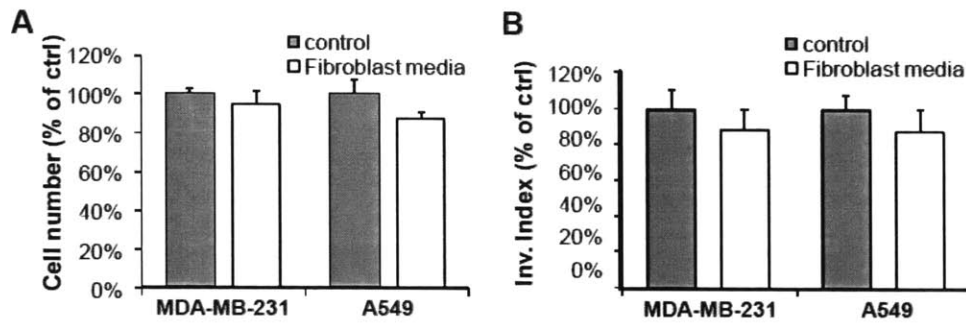 A
Cell number (% of ctrl)
120%
100%
80%
60%
40%
20%
0%
control
Fibroblast media
MDA-MB-231
A549
B
Inv. Index (% of ctrl)
120%
100%
80%
60%
40%
20%
0%
control
Fibroblast media
MDA-MB-231
A549